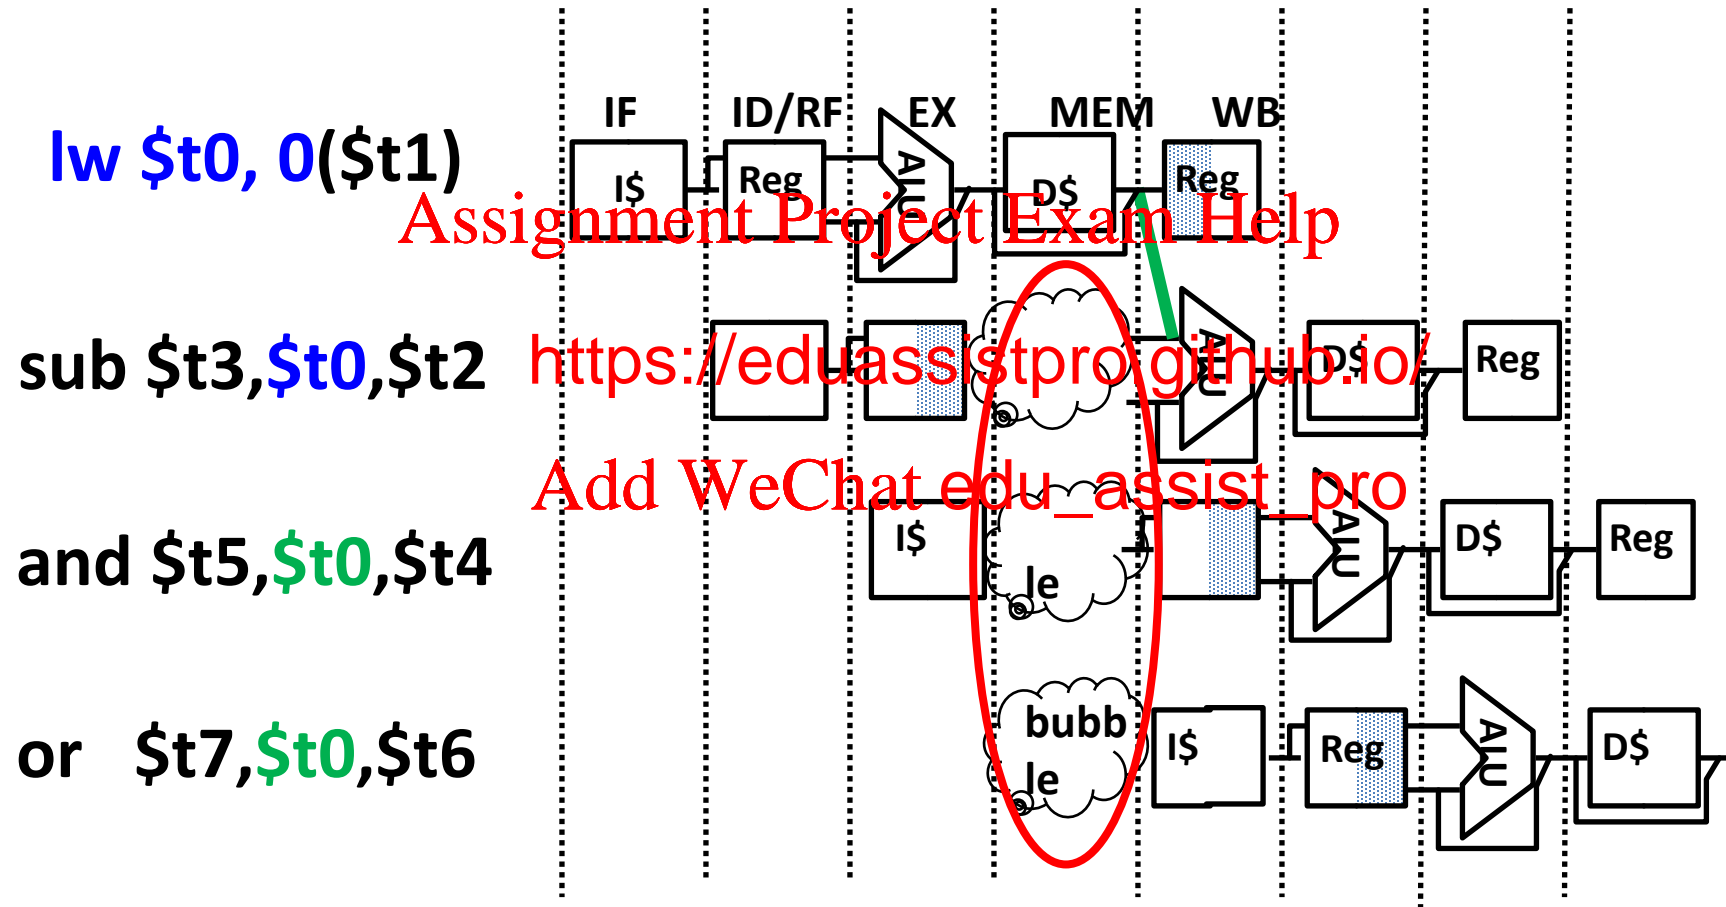 IF ID/RF EX MEM WB
lw $t0, 0($t1)
I$ Reg ALU D$ Reg
Assignment Project Exam Help
sub $t3,$t0,$t2
ALU D$ Reg
https://eduassistpro.github.io/
Add WeChat edu_assist_pro
and $t5,$t0,$t4
I$ le ALU D$ Reg
or $t7,$t0,$t6
bubb
le
I$ Reg ALU D$